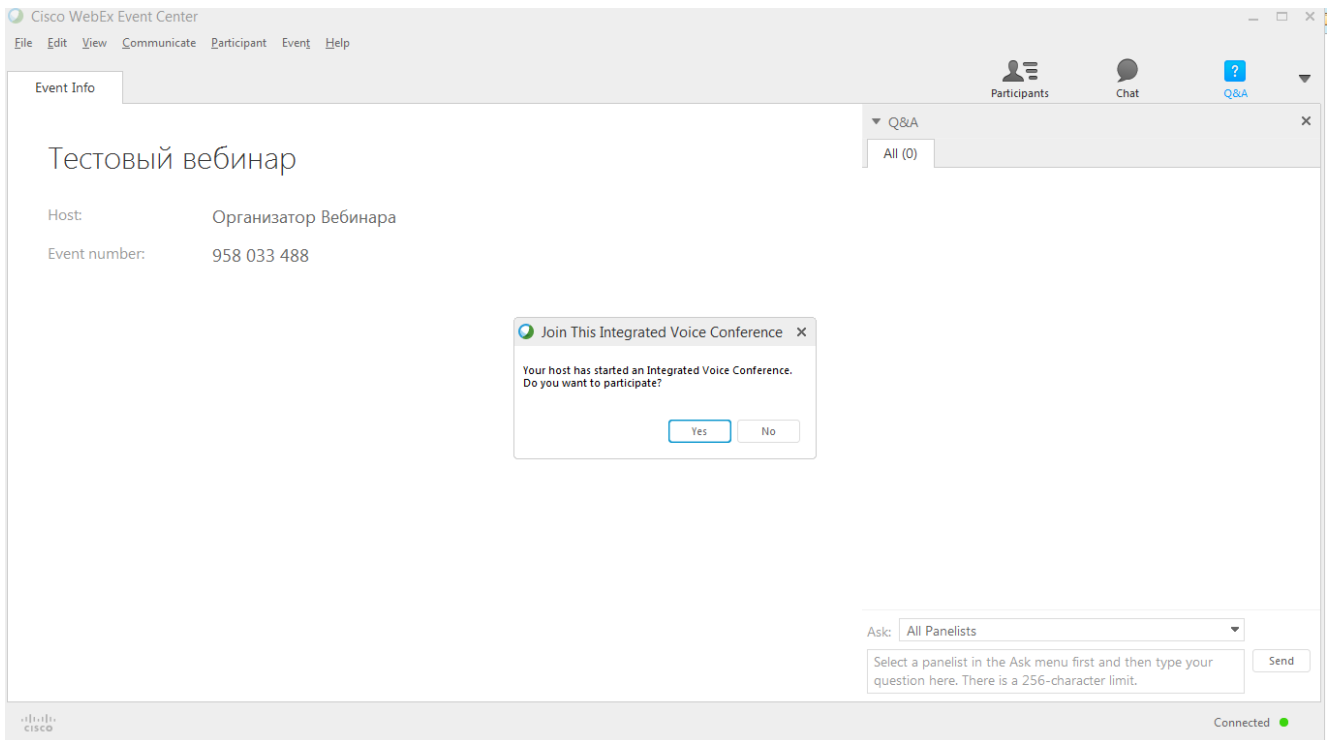 Cisco WebEx Event Center
File Edit View Communicate Participant Event Help
Event Info
Participants Chat Q&A
Тестовый вебинар
Host: Организатор Вебинара
Event number: 958 033 488
Q&A
All (0)
Join This Integrated Voice Conference
Your host has started an Integrated Voice Conference.
Do you want to participate?
Yes No
Ask: All Panelists
Select a panelist in the Ask menu first and then type your
question here. There is a 256-character limit.
Send
cisco
Connected